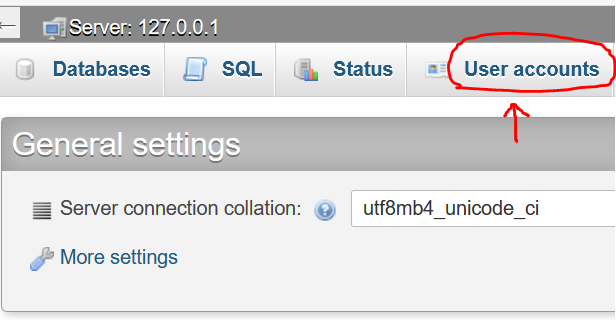 Server: 127.0.0.1
Databases SQL Status User accounts
General settings
Server connection collation: utf8mb4_unicode_ci
More settings